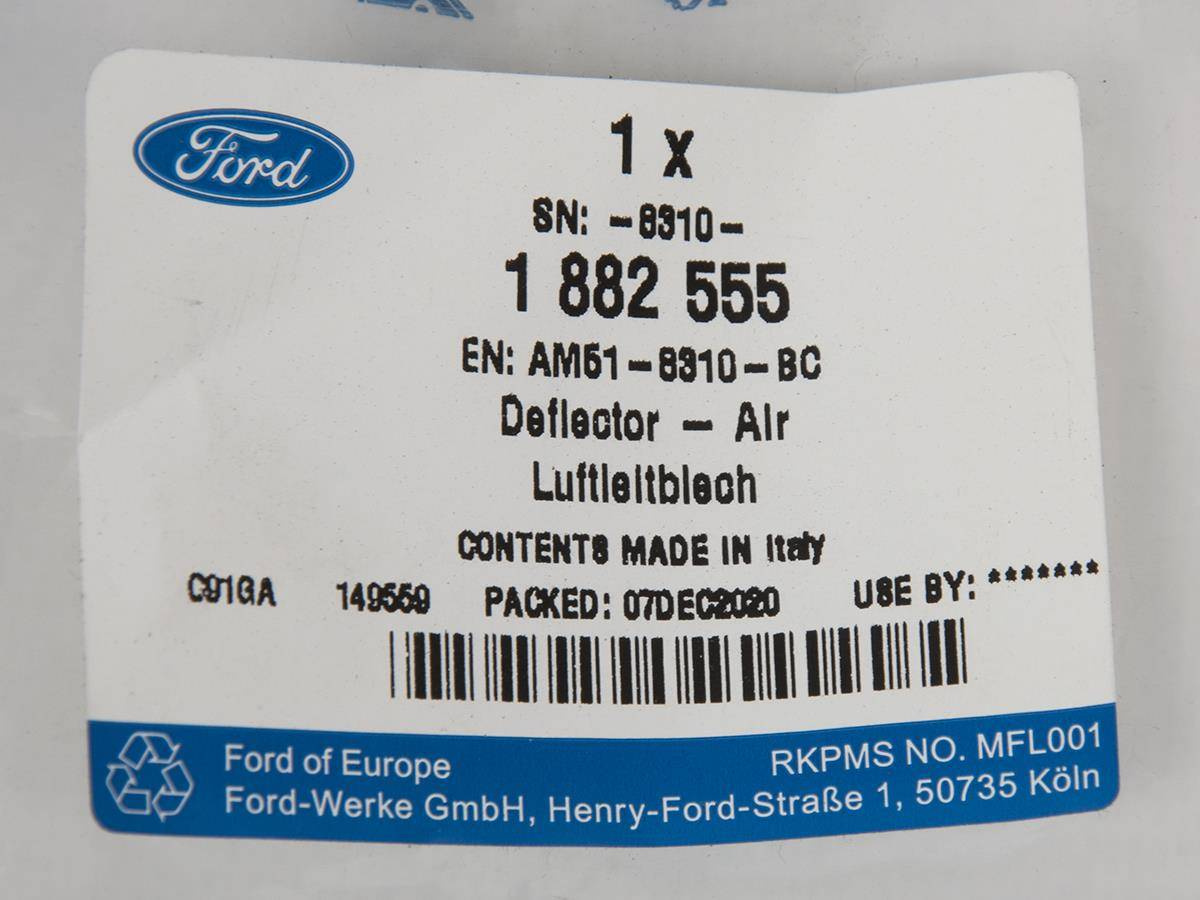 Ford
1 x
SN: -8310-
1 882 555
EN: AM51-8310-BC
Deflector - Air
Luftleitblech
CONTENTS MADE IN Italy
C91GA 149559 PACKED: 07DEC2020 USE BY: *******
Ford of Europe
RKPMS NO. MFL001
Ford-Werke GmbH, Henry-Ford-Straße 1, 50735 Köln